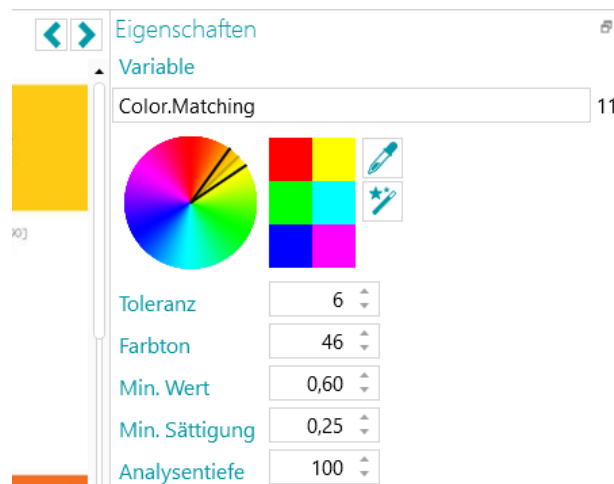 Eigenschaften
Variable
Color.Matching 11
Toleranz 6
Farbton 46
Min. Wert 0,60
Min. Sättigung 0,25
Analysentiefe 100